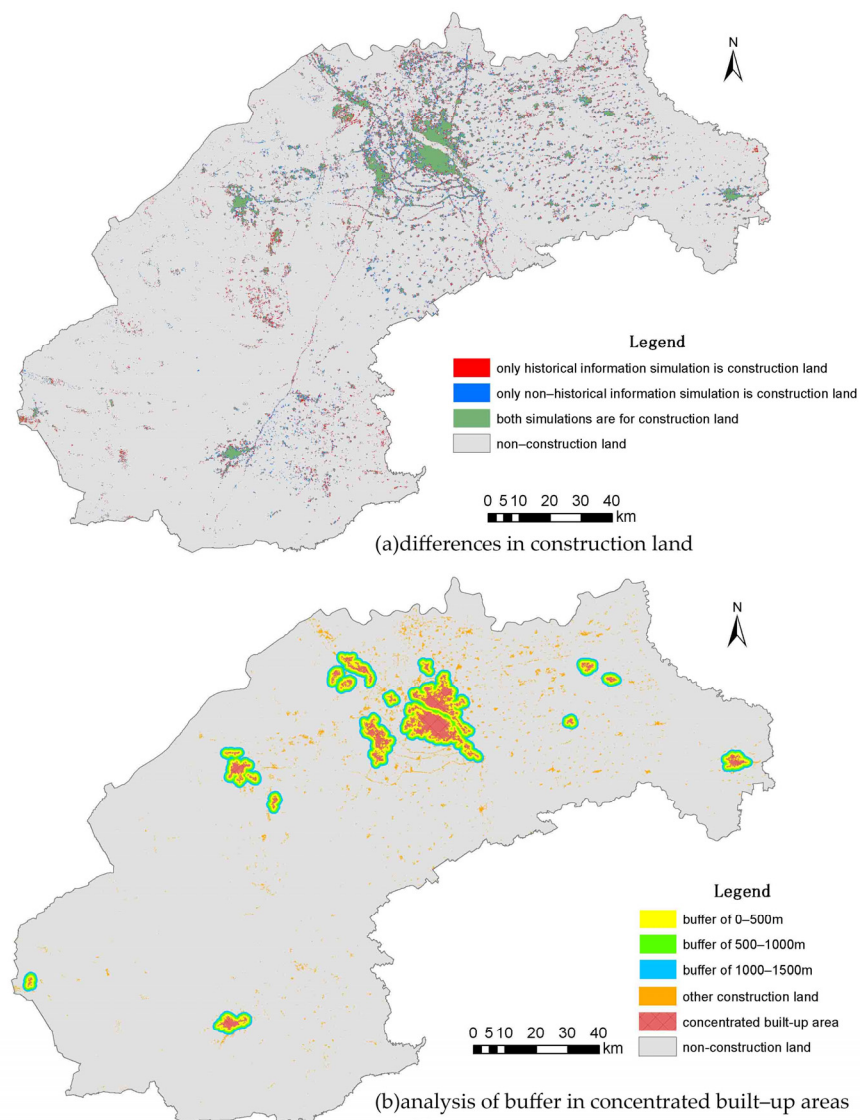 N
Legend
only historical information simulation is construction land
only non–historical information simulation is construction land
both simulations are for construction land
non–construction land
0 5 10 20 30 40
km
(a)differences in construction land
N
Legend
buffer of 0–500m
buffer of 500–1000m
buffer of 1000–1500m
other construction land
concentrated built–up area
non-construction land
0 5 10 20 30 40
km
(b)analysis of buffer in concentrated built–up areas